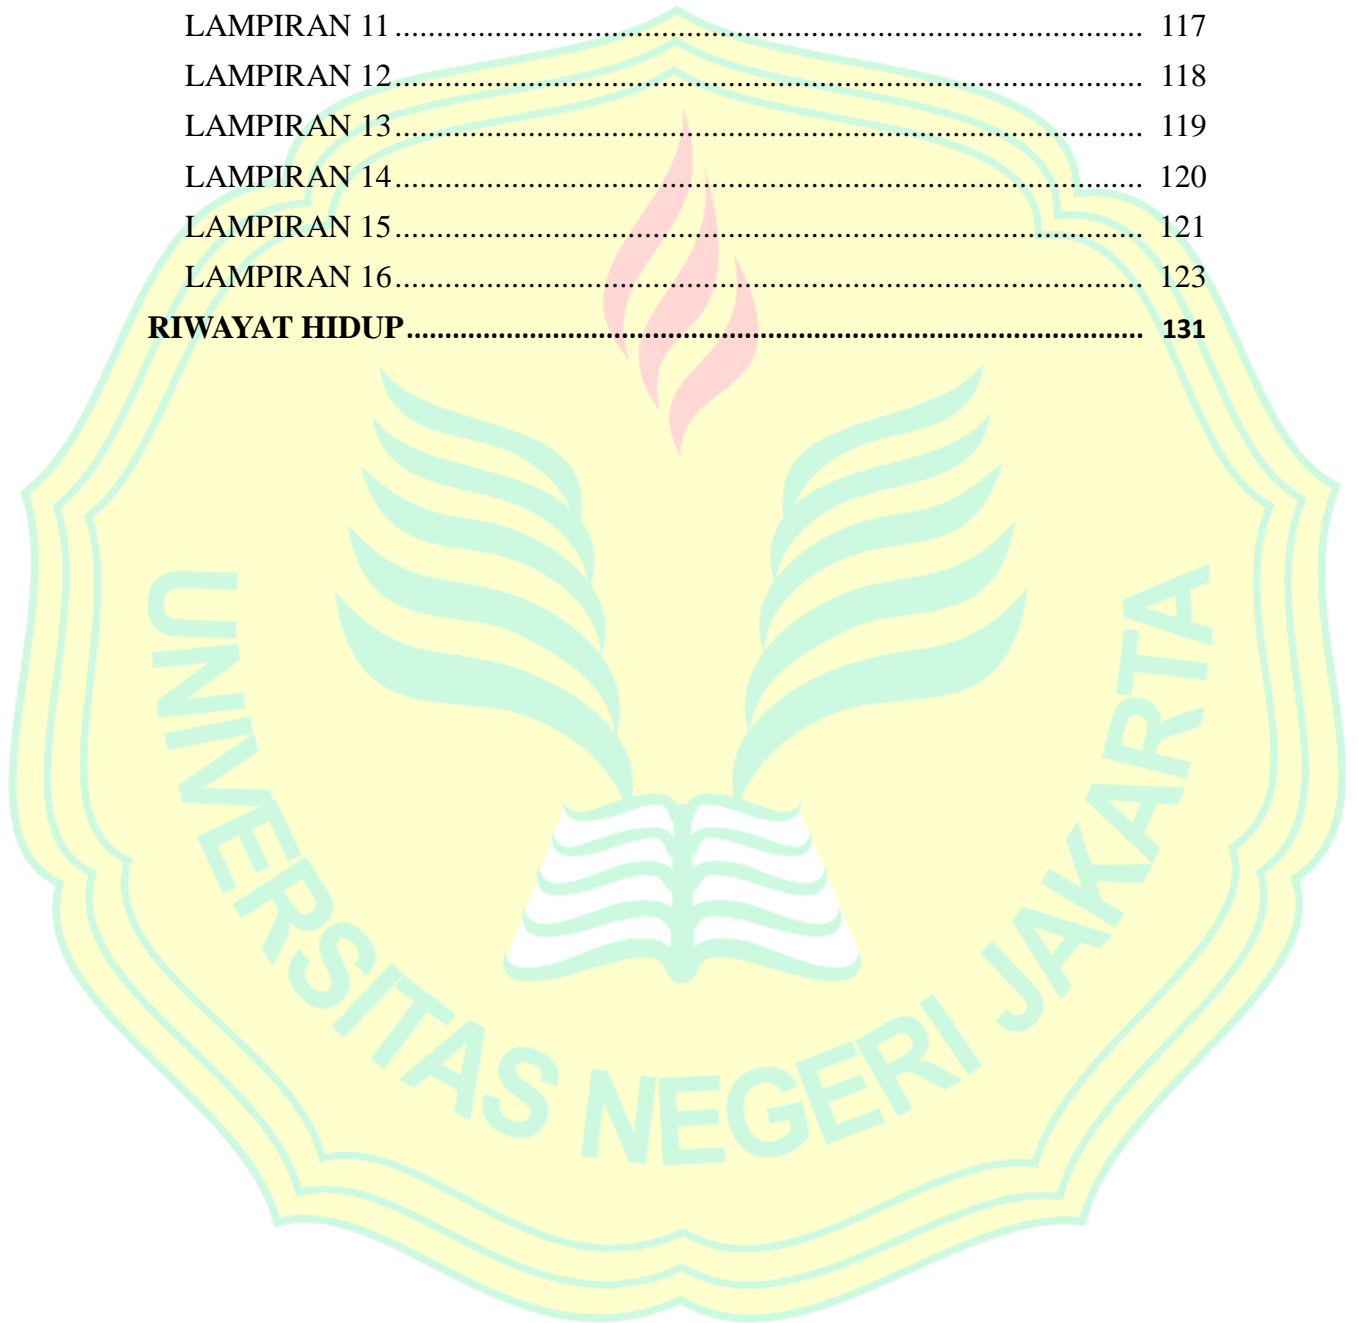 LAMPIRAN 11........................................................................................ 117
LAMPIRAN 12........................................................................................ 118
LAMPIRAN 13........................................................................................ 119
LAMPIRAN 14........................................................................................ 120
LAMPIRAN 15........................................................................................ 121
LAMPIRAN 16........................................................................................ 123
RIWAYAT HIDUP................................................................................................ 131
UNIVERSITAS NEGERI JAKARTA